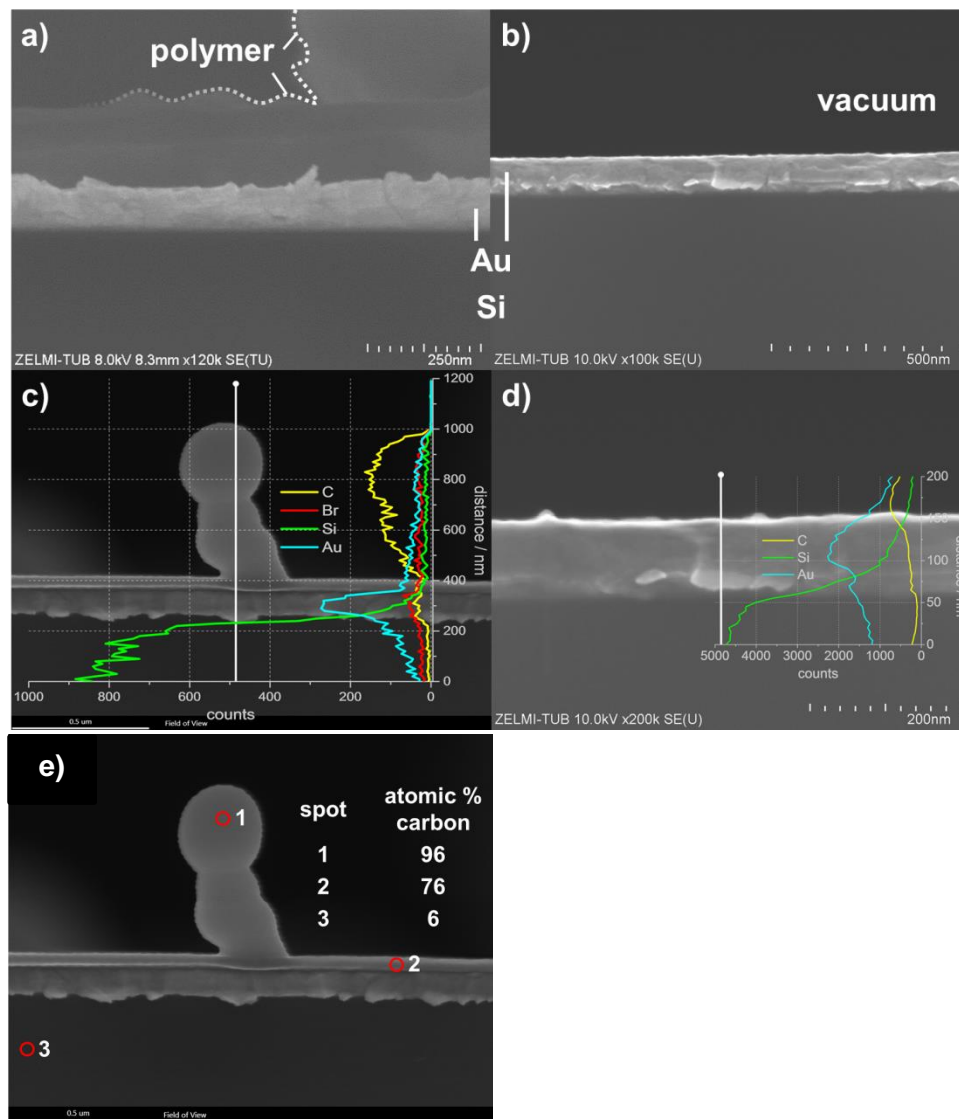 a)
polymer
Au
Si
ZELMI-TUB 8.0kV 8.3mm x120k SE(TU)
250nm
b)
vacuum
ZELMI-TUB 10.0kV x100k SE(U)
500nm
c)
1200
1000
800
600
400
200
0
distance / nm
C
Br
Si
Au
1000 800 600 400 200 0
counts
0.5 um Field of View
d)
200
150
100
50
0
C
Si
Au
5000 4000 3000 2000 1000 0
counts
ZELMI-TUB 10.0kV x200k SE(U)
200nm
e)
1
2
3
spot atomic % carbon
1 96
2 76
3 6
0.5 um Field of View